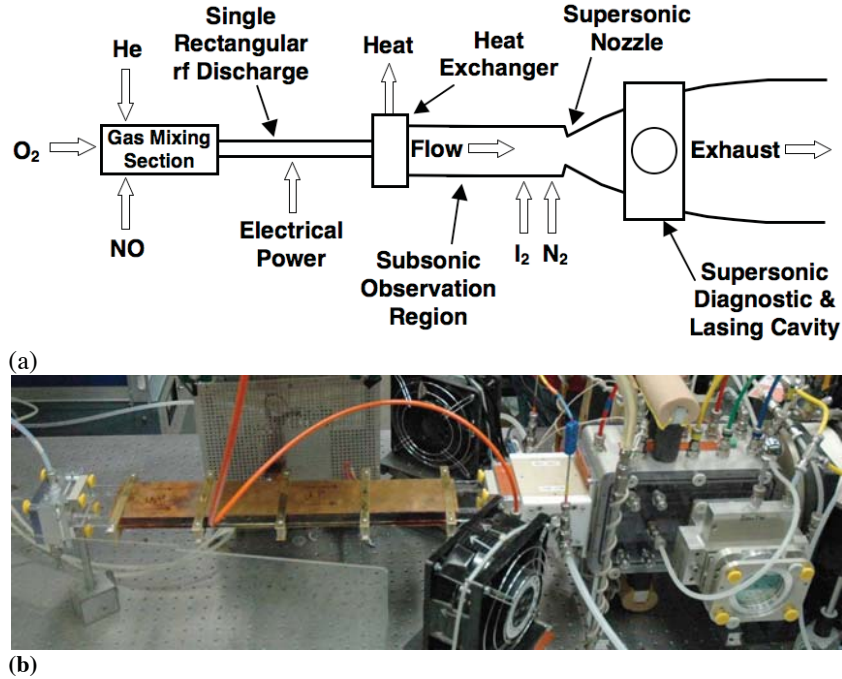 Single
Rectangular
rf Discharge
He
Heat
Heat
Exchanger
Supersonic
Nozzle
O2
Gas Mixing
Section
Flow
Exhaust
NO
Electrical
Power
Subsonic
Observation
Region
I2 N2
Supersonic
Diagnostic &
Lasing Cavity
(a)
(b)